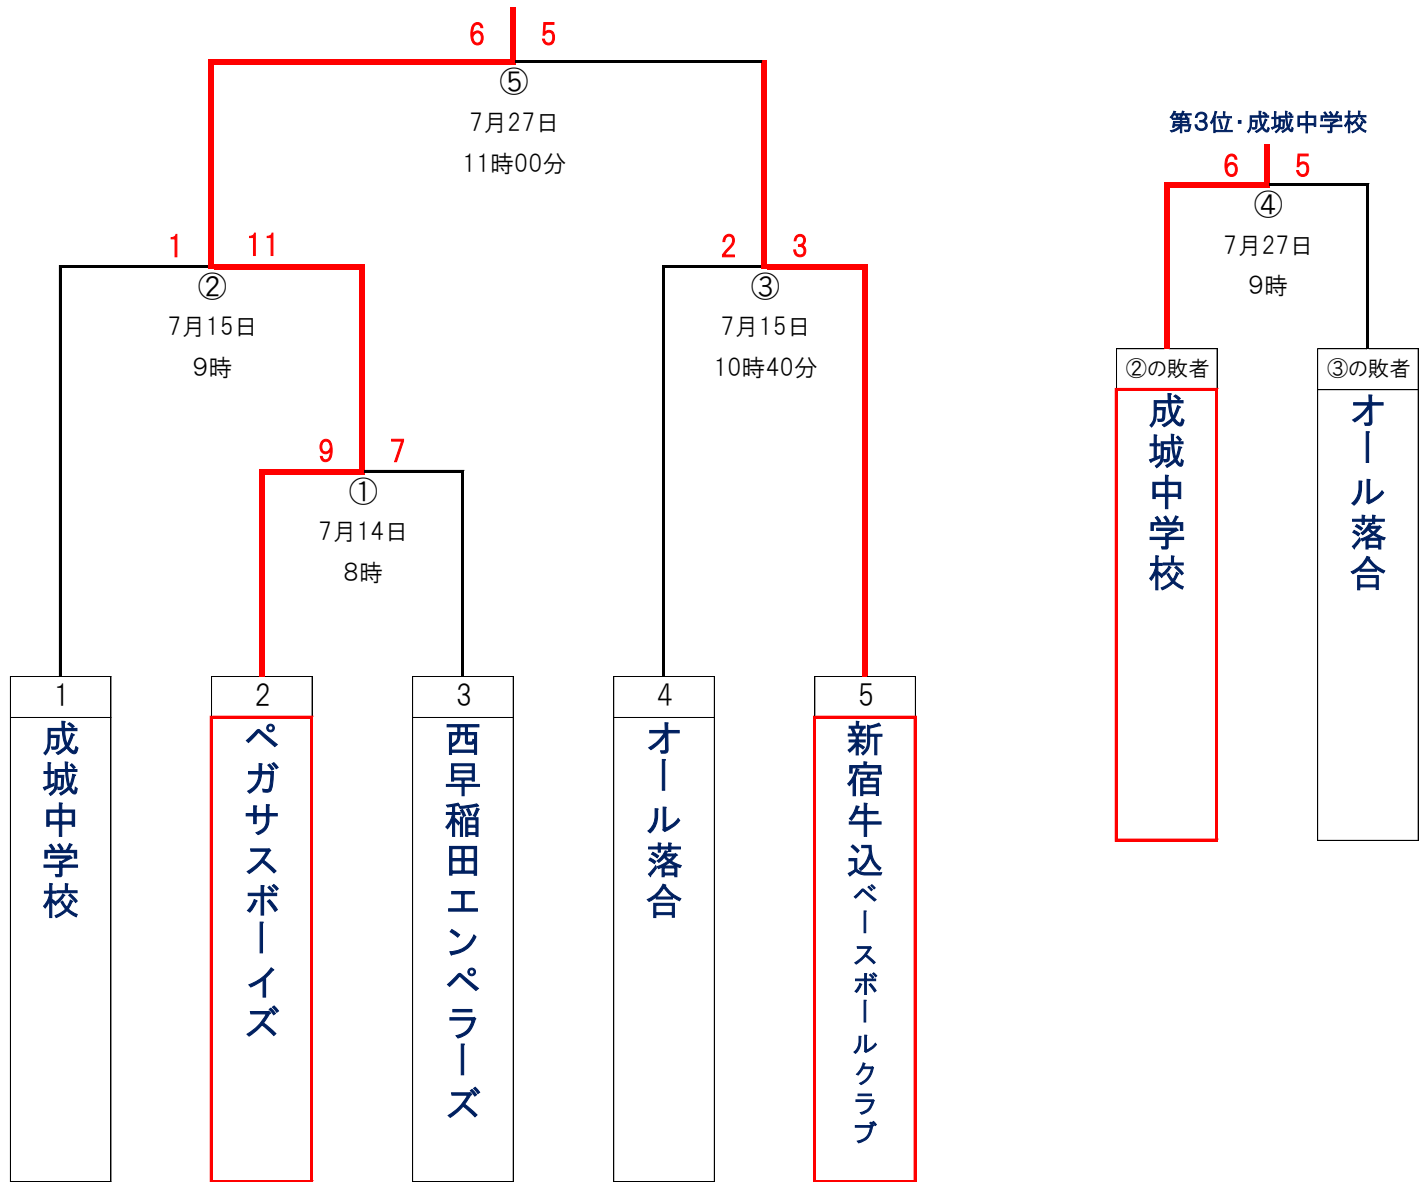 6 5
⑤
7月27日
11時00分
第3位・成城中学校
6 5
④
7月27日
9時
1 11
②
7月15日
9時
2 3
③
7月15日
10時40分
②の敗者
成城中学校
③の敗者
オール落合
9 7
①
7月14日
8時
1
成城中学校
2
ペガサスボーイズ
3
西早稲田エンペラーズ
4
オール落合
5
新宿牛込ベースボールクラブ